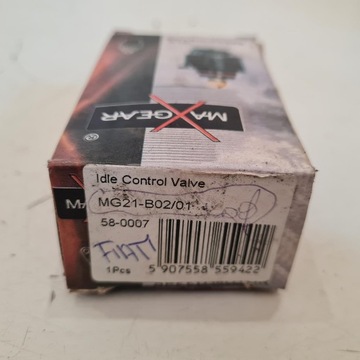 MAXGEAR
®
Idle Control Valve
MG21-B02/01
58-0007
FIAT
1Pcs
5 907558 559422